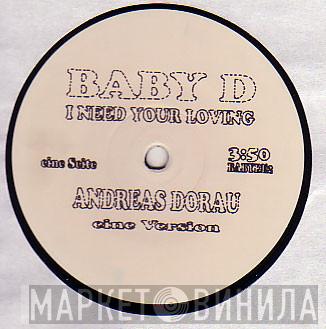 BABY D
I NEED YOUR LOVING
eine Seite
3:50
ANDREAS DORAU
eine Version
МАРКЕТ ВИНИЛА